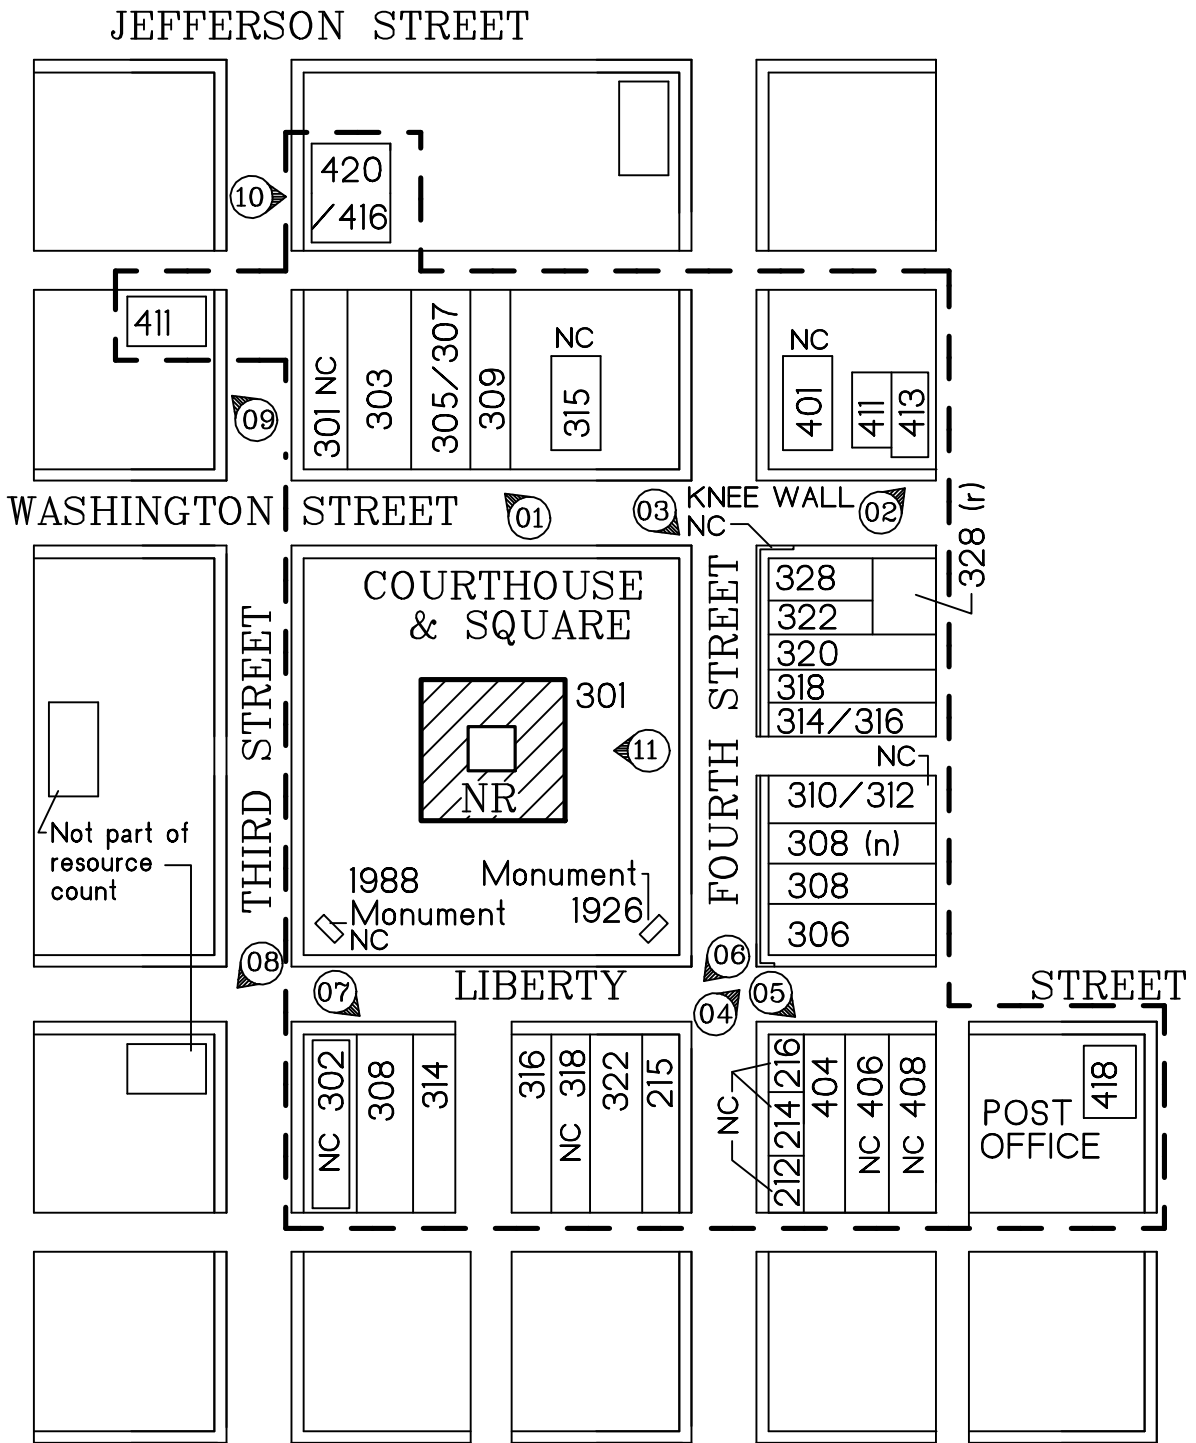 JEFFERSON STREET
420
/416
10
411
09
301 NC
303
305/307
309
NC
315
NC
401
411
413
WASHINGTON STREET
01
03
KNEE WALL
NC
02
328 (r)
COURTHOUSE
& SQUARE
301
NR
11
THIRD STREET
FOURTH STREET
328
322
320
318
314/316
NC
310/312
308 (n)
308
306
Not part of
resource
count
1988
Monument
NC
Monument
1926
08
07
LIBERTY STREET
06
04
05
NC 302
308
314
316
NC 318
322
215
NC
216
214
212
404
NC 406
NC 408
POST
OFFICE
418